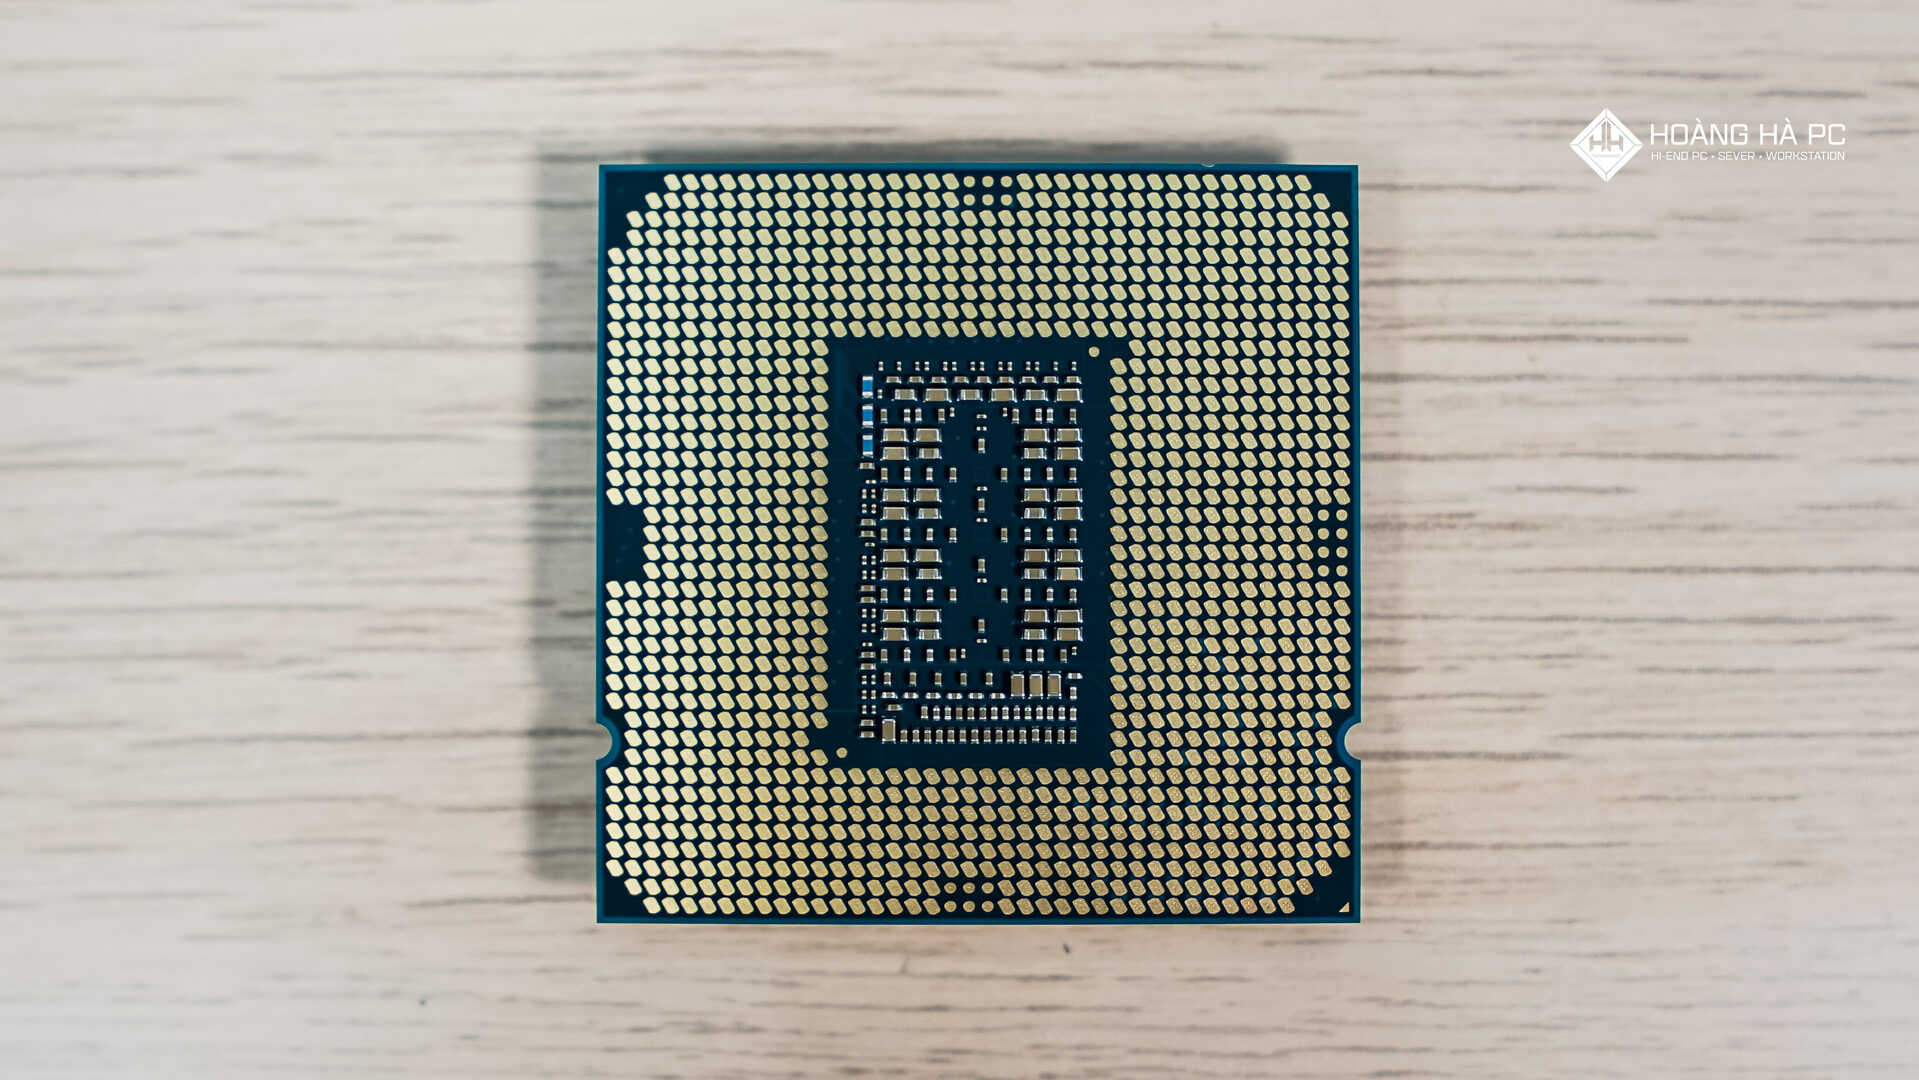 HOÀNG HÀ PC
HI-END PC • SEVER • WORKSTATION